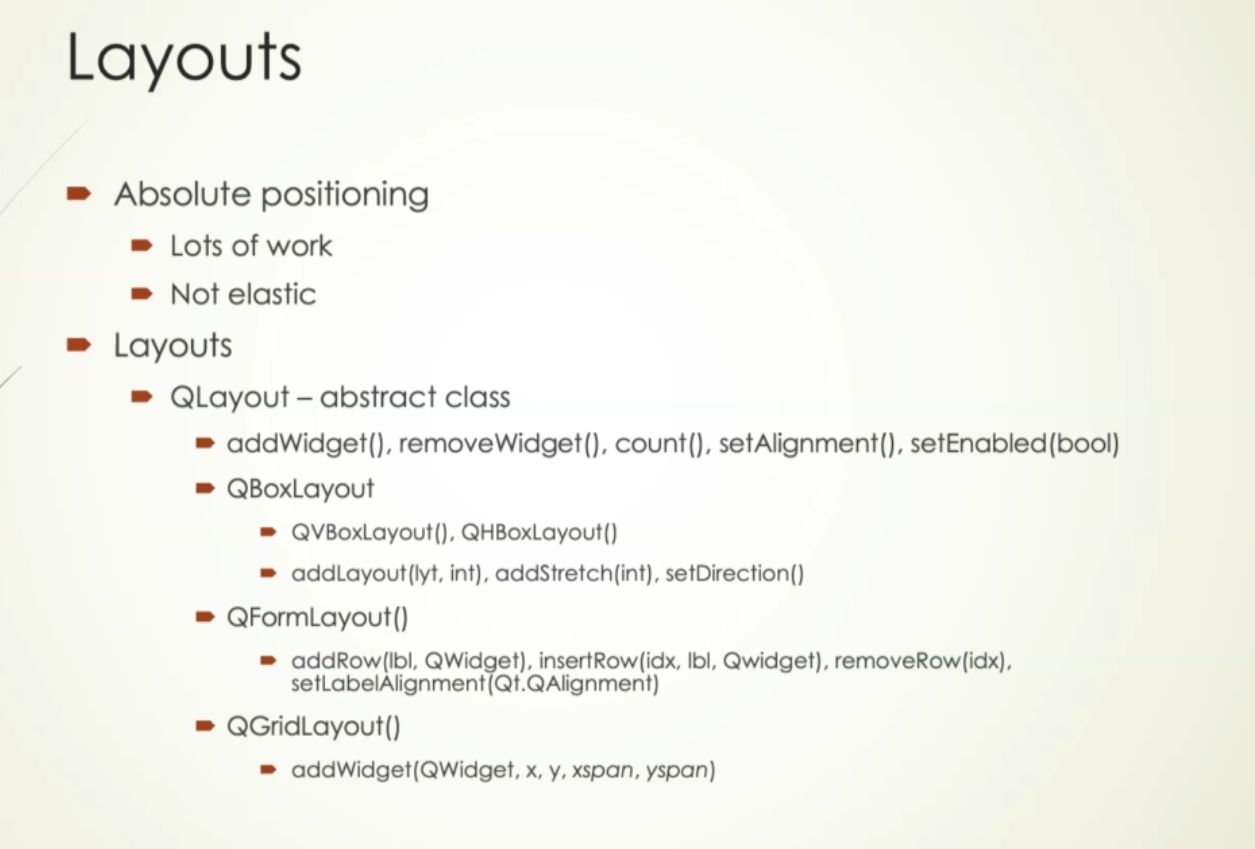 Layouts
Absolute positioning
Lots of work
Not elastic
Layouts
QLayout – abstract class
addWidget(), removeWidget(), count(), setAlignment(), setEnabled(bool)
QBoxLayout
QVBoxLayout(), QHBoxLayout()
addLayout(lyt, int), addStretch(int), setDirection()
QFormLayout()
addRow(lbl, QWidget), insertRow(idx, lbl, Qwidget), removeRow(idx),
setLabelAlignment(Qt.QAlignment)
QGridLayout()
addWidget(QWidget, x, y, xspan, yspan)